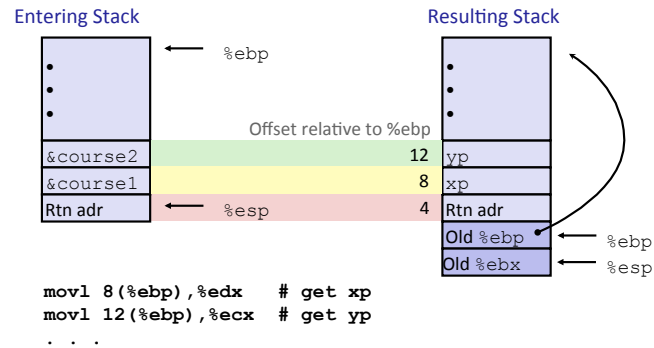 Entering Stack
Resulting Stack
%ebp
•
•
•
•
•
•
Offset relative to %ebp
&course2
12
yp
&course1
8
xp
Rtn adr
%esp
4
Rtn adr
Old %ebp
%ebp
Old %ebx
%esp
movl 8(%ebp),%edx # get xp
movl 12(%ebp),%ecx # get yp
. . .